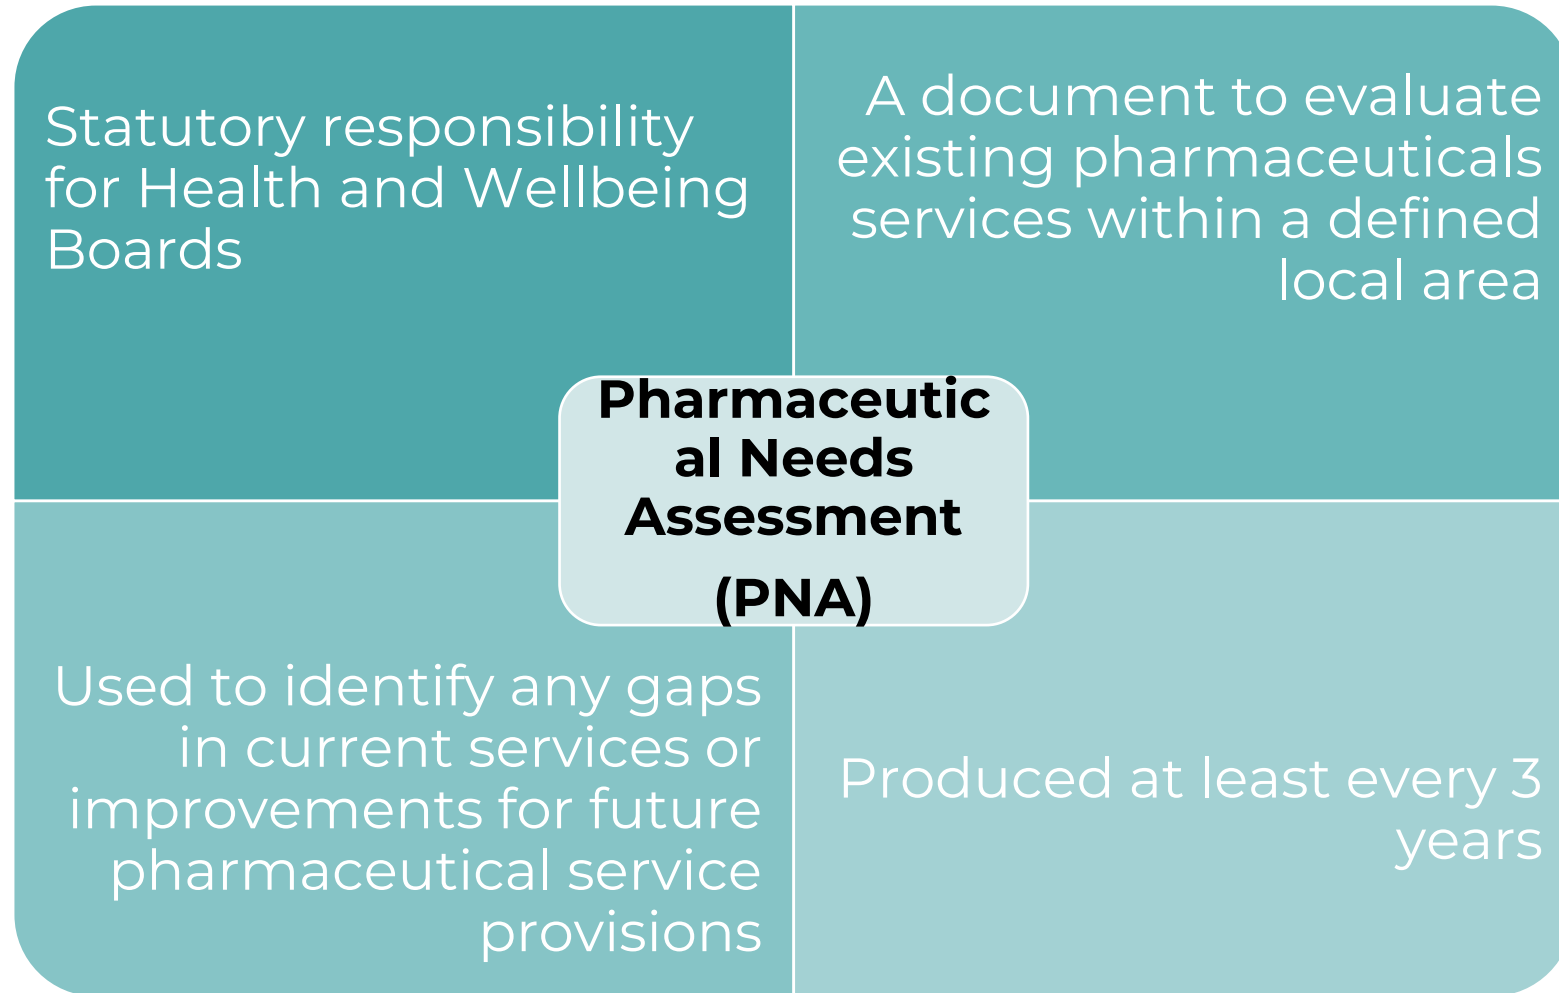 Statutory responsibility
for Health and Wellbeing
Boards
A document to evaluate
existing pharmaceuticals
services within a defined
local area
Pharmaceutic
al Needs
Assessment
(PNA)
Used to identify any gaps
in current services or
improvements for future
pharmaceutical service
provisions
Produced at least every 3
years